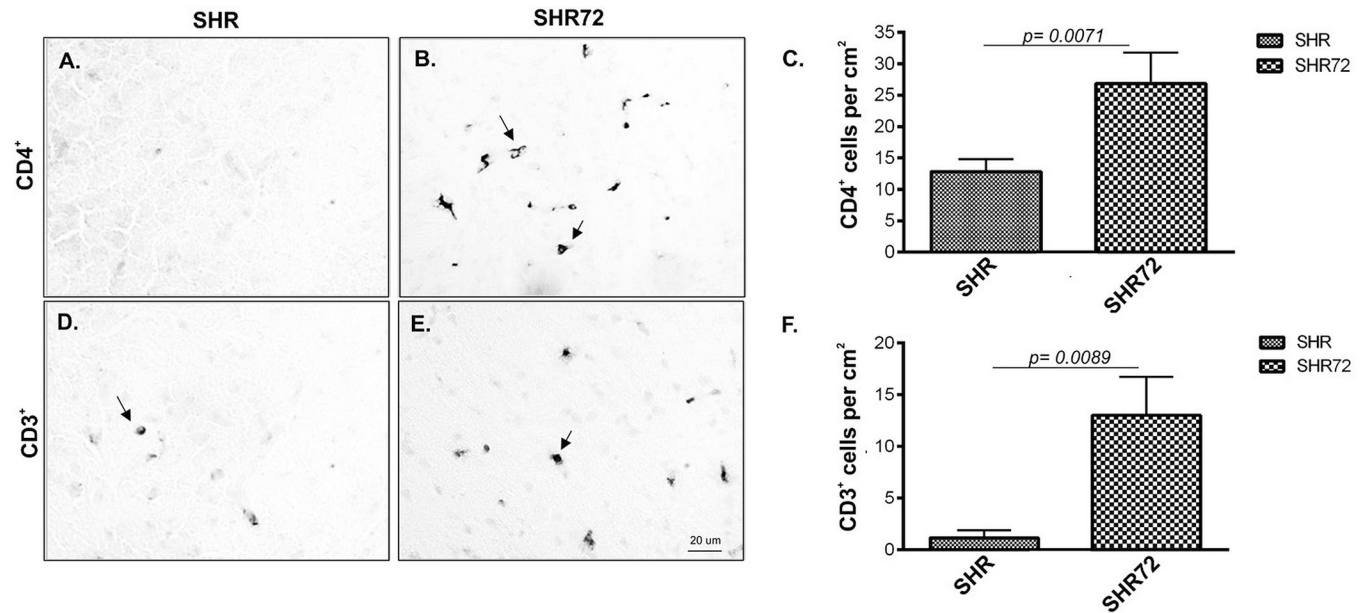 SHR
SHR72
CD4+
A.
B.
C.
CD4+ cells per cm2
35
30
25
20
15
10
5
0
p= 0.0071
SHR
SHR72
SHR
SHR72
CD3+
D.
E.
20 um
F.
CD3+ cells per cm2
20
15
10
5
0
p= 0.0089
SHR
SHR72
SHR
SHR72